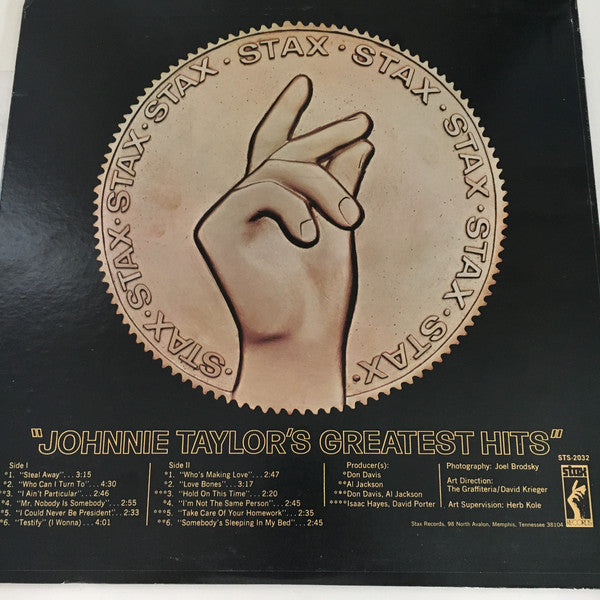 · STAX · STAX · STAX · STAX · STAX · STAX · STAX · STAX ·
"JOHNNIE TAYLOR'S GREATEST HITS"
STS-2032
Side I
*1. "Steal Away"... 3:15
*2. "Who Can I Turn To"... 4:30
**3. "I Ain't Particular"... 2:46
*4. "Mr. Nobody Is Somebody"... 2:55
*5. "I Could Never Be President"... 2:33
*6. "Testify" (I Wonna)... 4:01
Side II
*1. "Who's Making Love"... 2:47
*2. "Love Bones"... 3:17
***3. "Hold On This Time"... 2:20
*4. "I'm Not The Same Person"... 2:45
**5. "Take Care Of Your Homework"... 2:35
***6. "Somebody's Sleeping In My Bed"... 2:45
Producer(s):
*Don Davis
**Al Jackson
***Don Davis, Al Jackson
****Isaac Hayes, David Porter
Photography: Joel Brodsky
Art Direction:
The Graffiteria/David Krieger
Art Supervision: Herb Kole
Stax Records, 98 North Avalon, Memphis, Tennessee 38104
stax
RECORDS